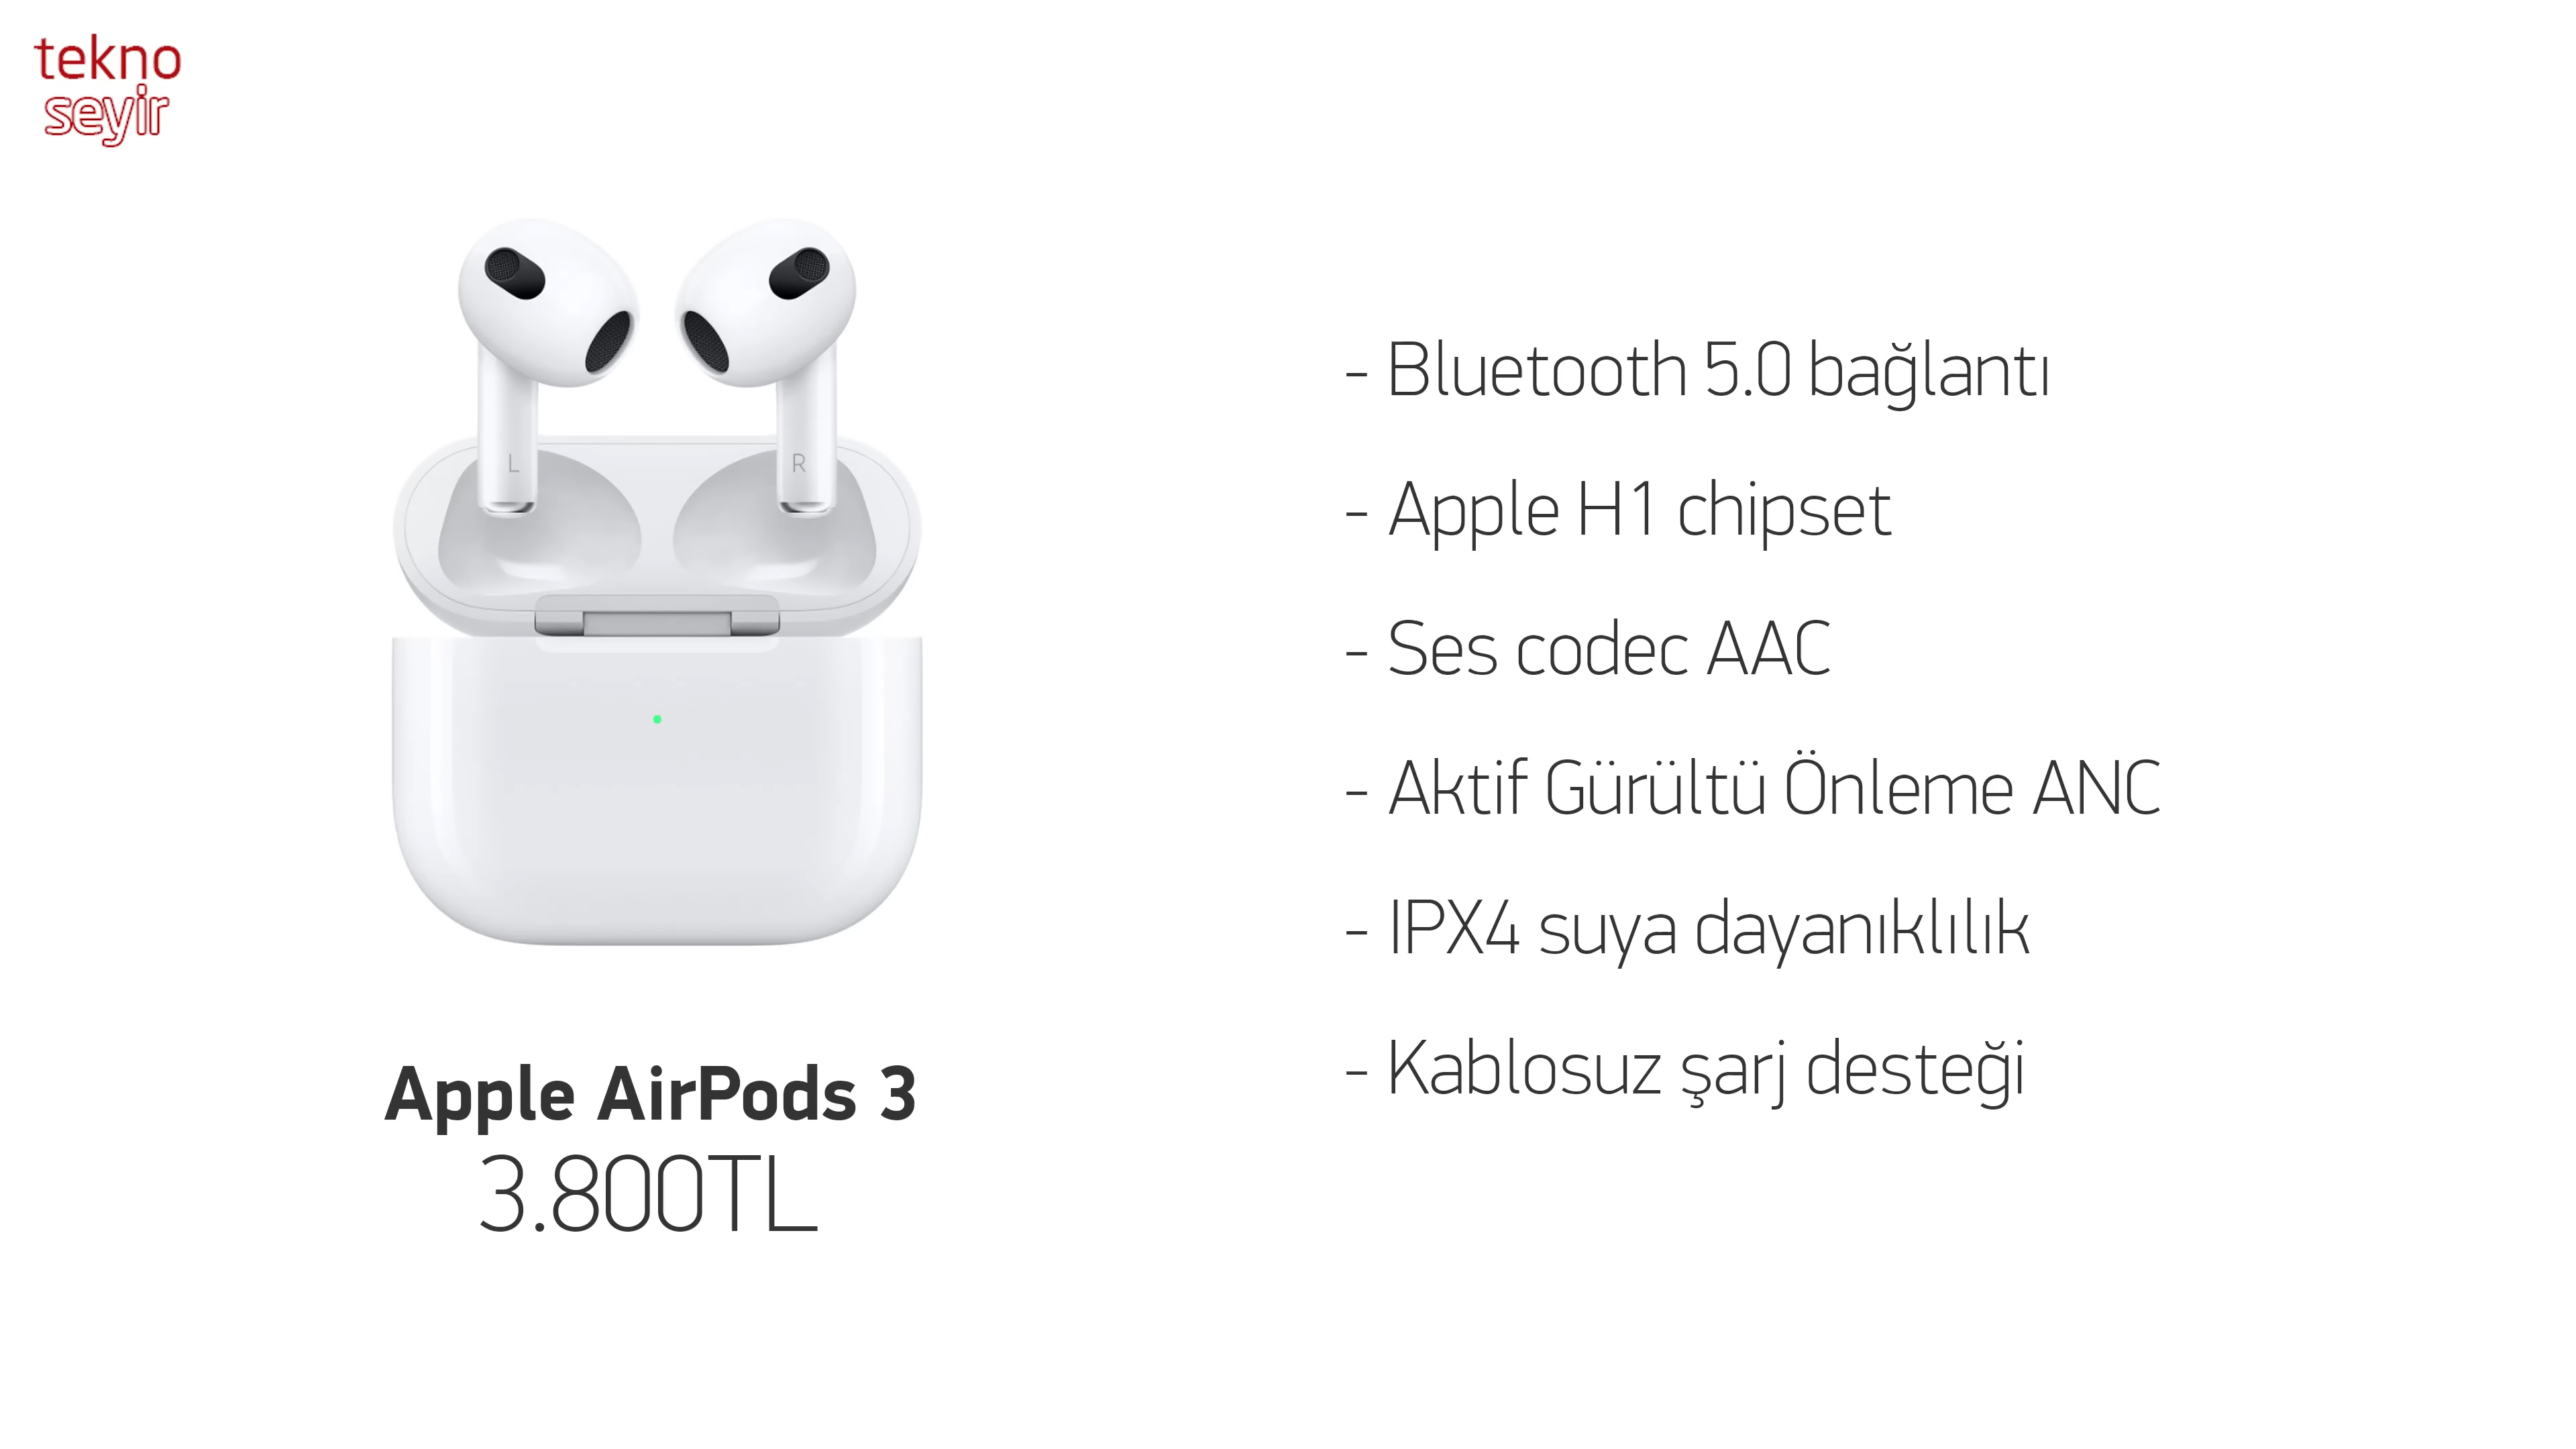 tekno
seyir
L
R
- Bluetooth 5.0 bağlantı
- Apple H1 chipset
- Ses codec AAC
- Aktif Gürültü Önleme ANC
- IPX4 suya dayanıklılık
- Kablosuz şarj desteği
Apple AirPods 3
3.800TL